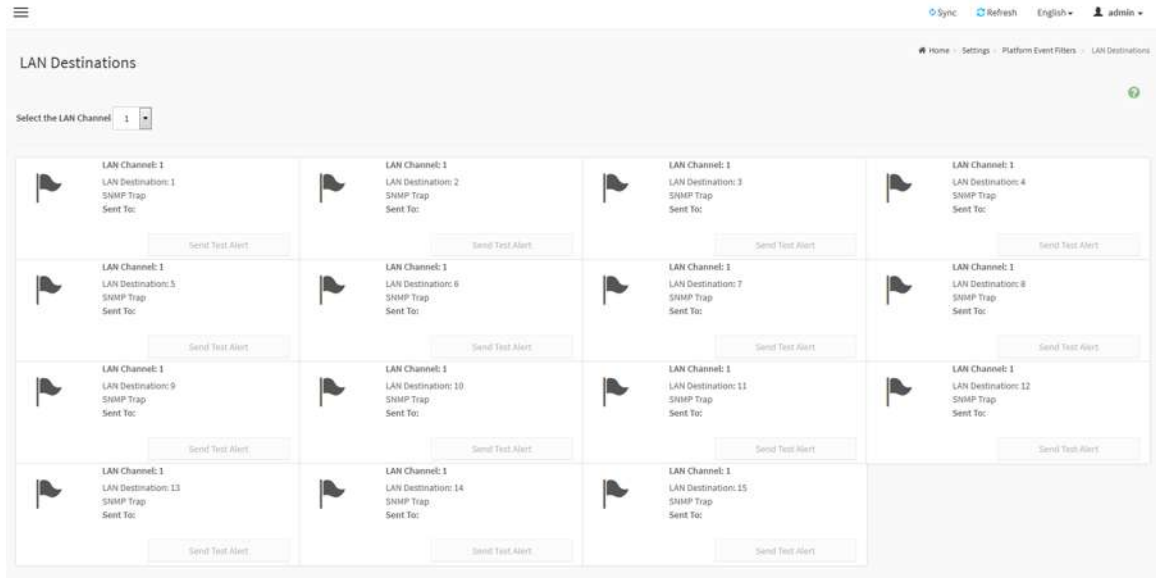 Sync Refresh English admin
Home Settings Platform Event Filters LAN Destinations
LAN Destinations
Select the LAN Channel 1
LAN Channel: 1
LAN Destination: 1
SNMP Trap
Sent To:
Send Test Alert
LAN Channel: 1
LAN Destination: 2
SNMP Trap
Sent To:
Send Test Alert
LAN Channel: 1
LAN Destination: 3
SNMP Trap
Sent To:
Send Test Alert
LAN Channel: 1
LAN Destination: 4
SNMP Trap
Sent To:
Send Test Alert
LAN Channel: 1
LAN Destination: 5
SNMP Trap
Sent To:
Send Test Alert
LAN Channel: 1
LAN Destination: 6
SNMP Trap
Sent To:
Send Test Alert
LAN Channel: 1
LAN Destination: 7
SNMP Trap
Sent To:
Send Test Alert
LAN Channel: 1
LAN Destination: 8
SNMP Trap
Sent To:
Send Test Alert
LAN Channel: 1
LAN Destination: 9
SNMP Trap
Sent To:
Send Test Alert
LAN Channel: 1
LAN Destination: 10
SNMP Trap
Sent To:
Send Test Alert
LAN Channel: 1
LAN Destination: 11
SNMP Trap
Sent To:
Send Test Alert
LAN Channel: 1
LAN Destination: 12
SNMP Trap
Sent To:
Send Test Alert
LAN Channel: 1
LAN Destination: 13
SNMP Trap
Sent To:
Send Test Alert
LAN Channel: 1
LAN Destination: 14
SNMP Trap
Sent To:
Send Test Alert
LAN Channel: 1
LAN Destination: 15
SNMP Trap
Sent To:
Send Test Alert